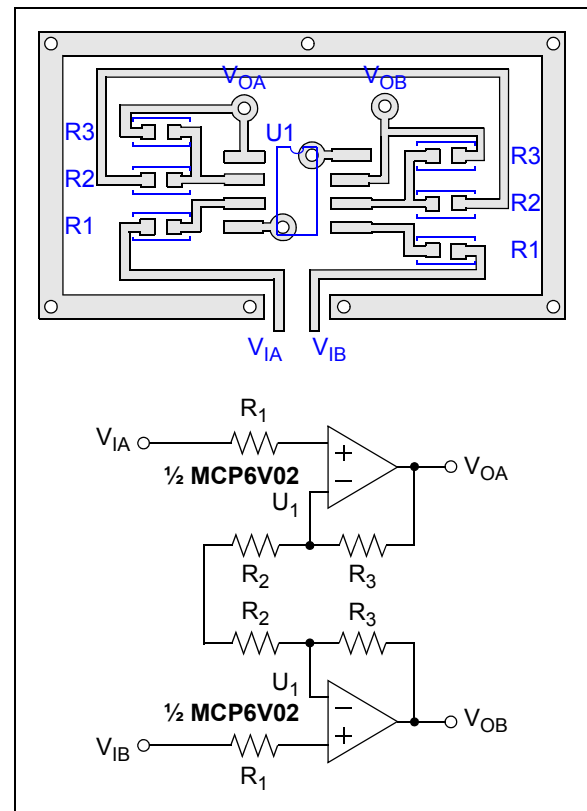 V_OA V_OB
U1
R3 R3
R2 R2
R1 R1
V_IA V_IB
R_1
V_IA + V_OA
½ MCP6V02 −
U_1
R_2 R_3
R_2 R_3
U_1 −
½ MCP6V02 + V_OB
V_IB
R_1